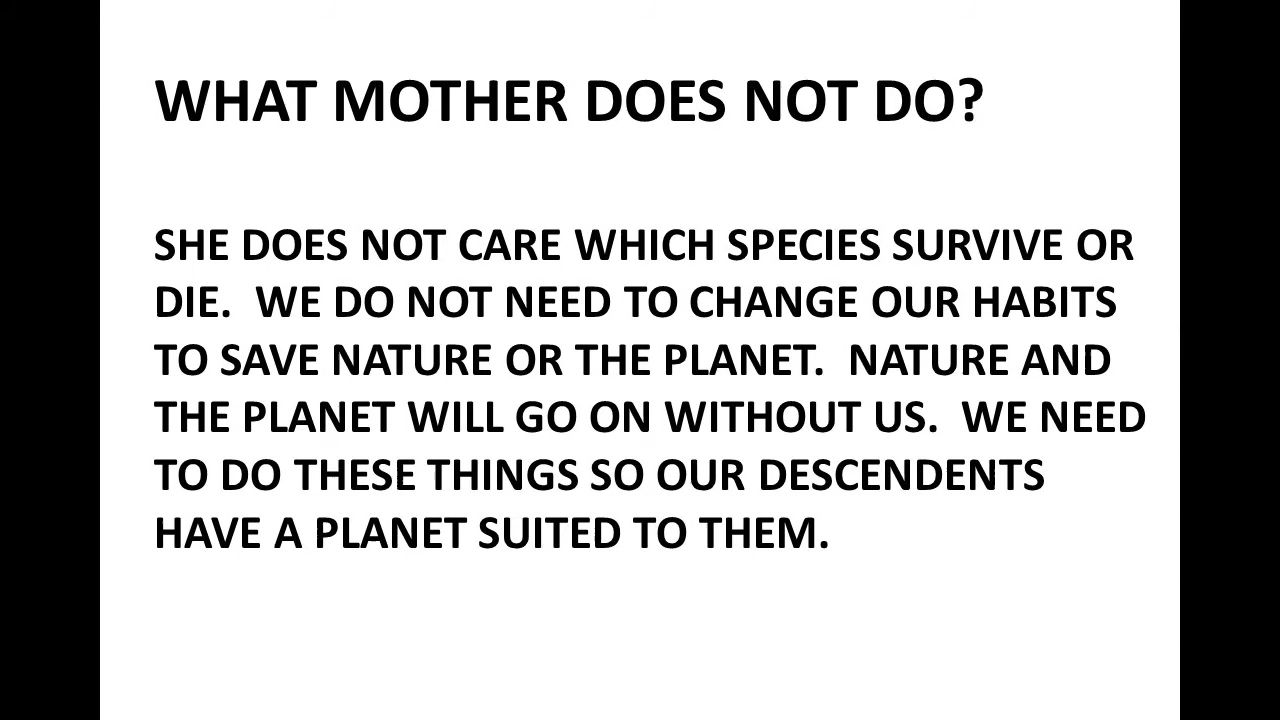 WHAT MOTHER DOES NOT DO?
SHE DOES NOT CARE WHICH SPECIES SURVIVE OR
DIE.  WE DO NOT NEED TO CHANGE OUR HABITS
TO SAVE NATURE OR THE PLANET.  NATURE AND
THE PLANET WILL GO ON WITHOUT US.  WE NEED
TO DO THESE THINGS SO OUR DESCENDENTS
HAVE A PLANET SUITED TO THEM.